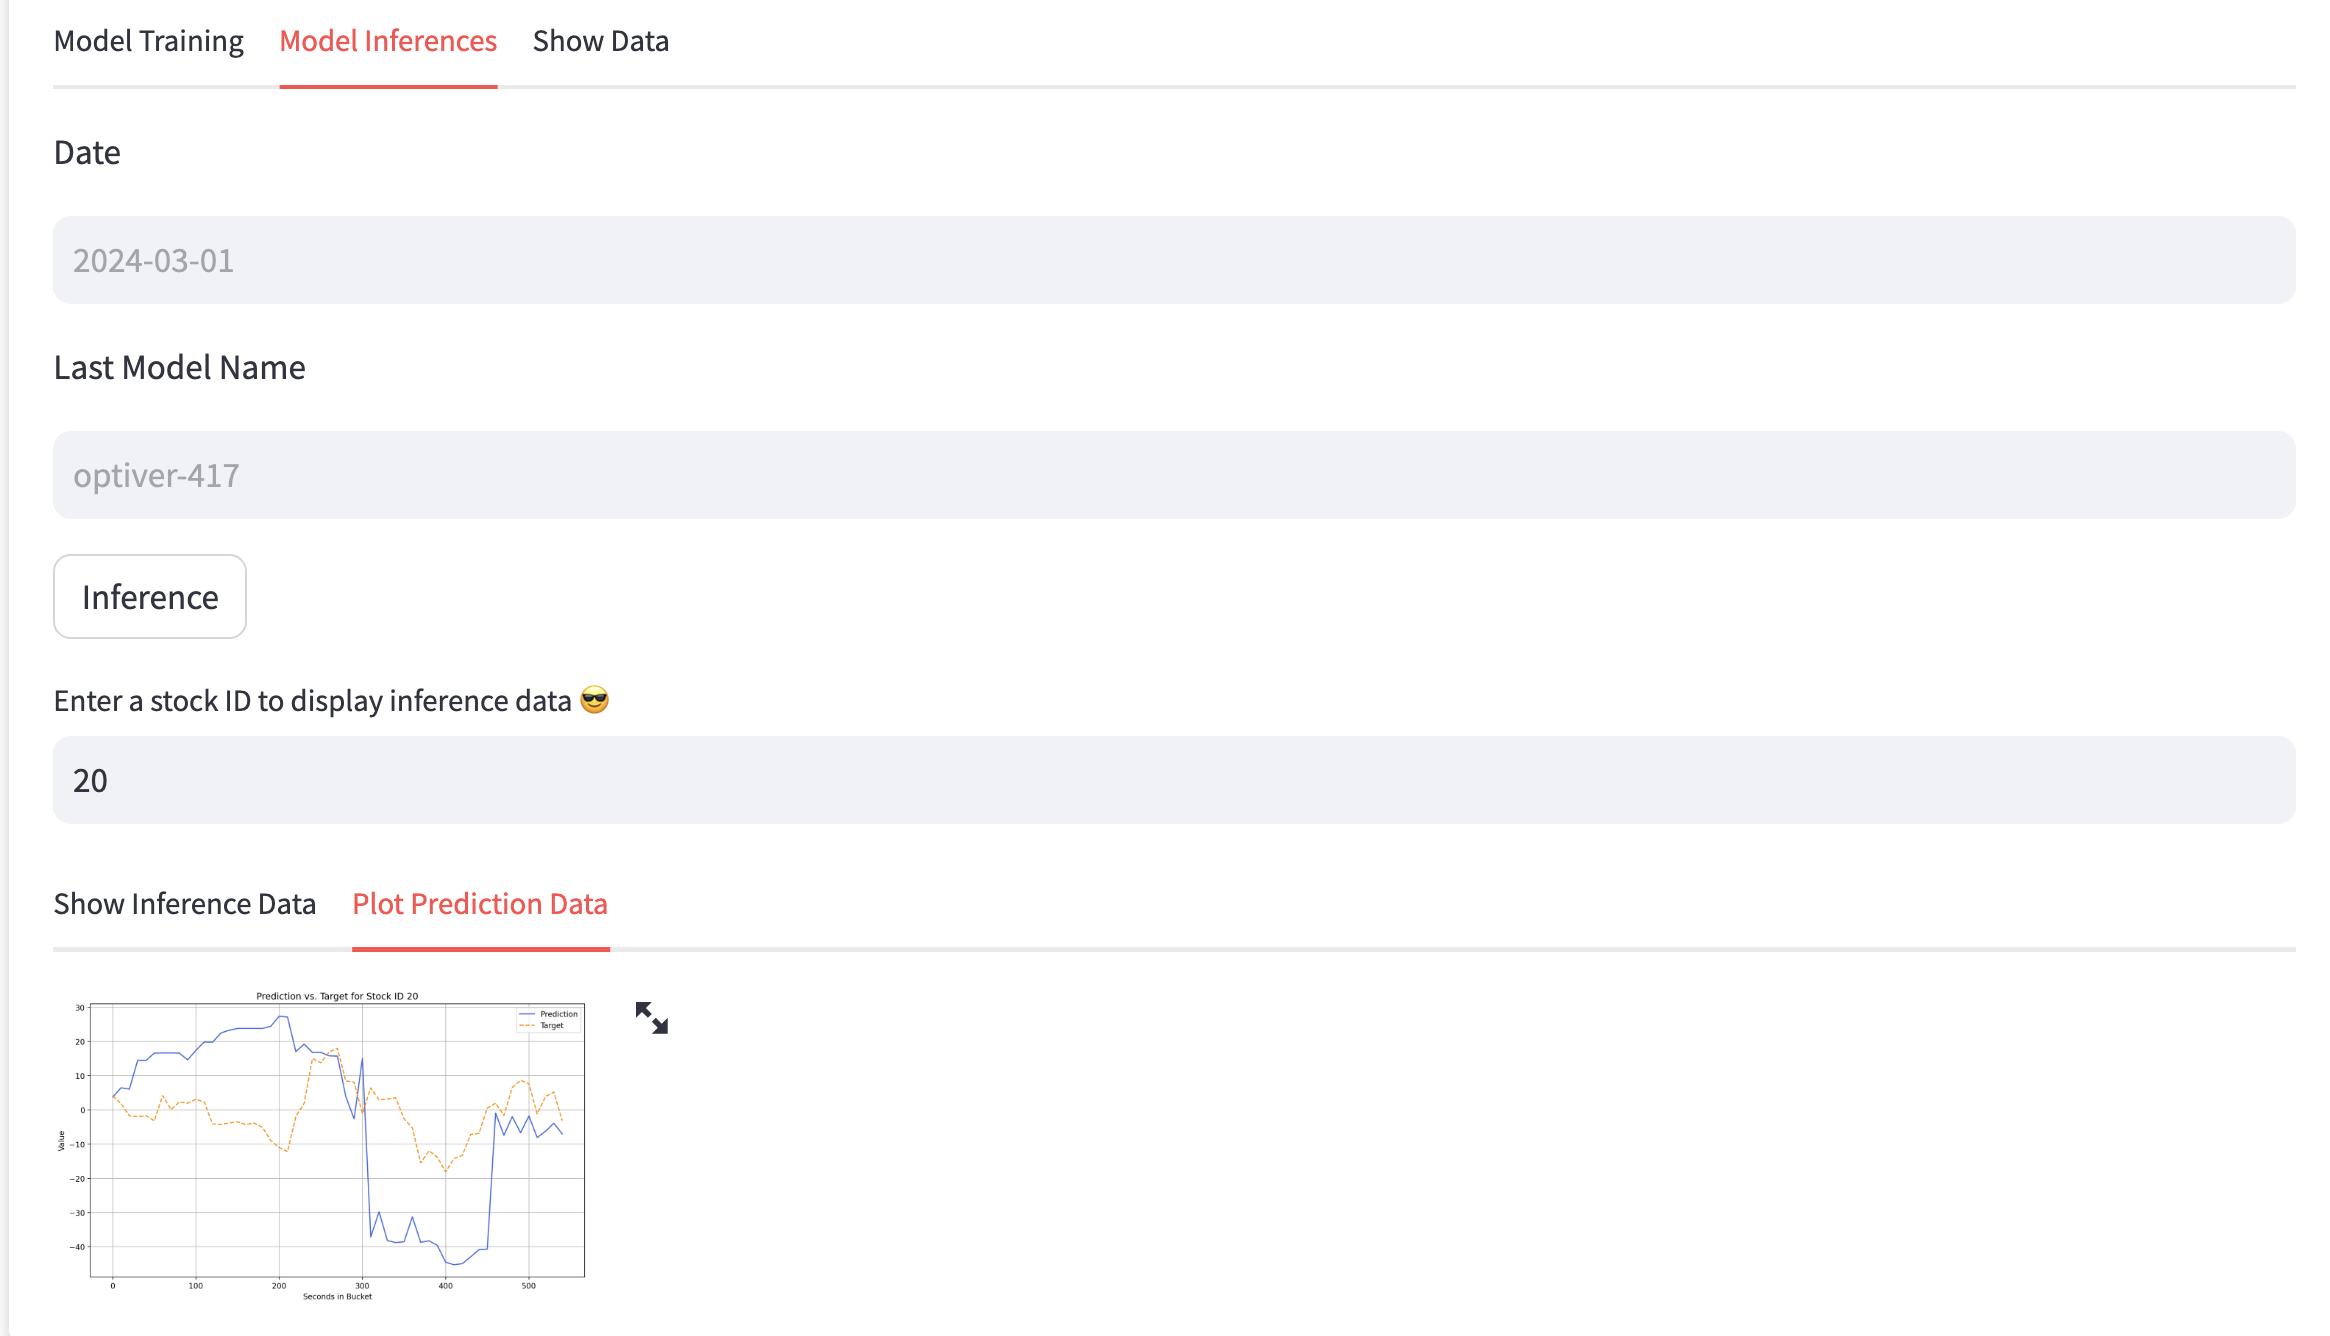 Model Training Model Inferences Show Data
Date
2024-03-01
Last Model Name
optiver-417
Inference
Enter a stock ID to display inference data 😎
20
Show Inference Data Plot Prediction Data
Prediction vs. Target for Stock ID 20
Prediction
Target
30
20
10
0
−10
−20
−30
−40
Value
0 100 200 300 400 500
Seconds in Bucket